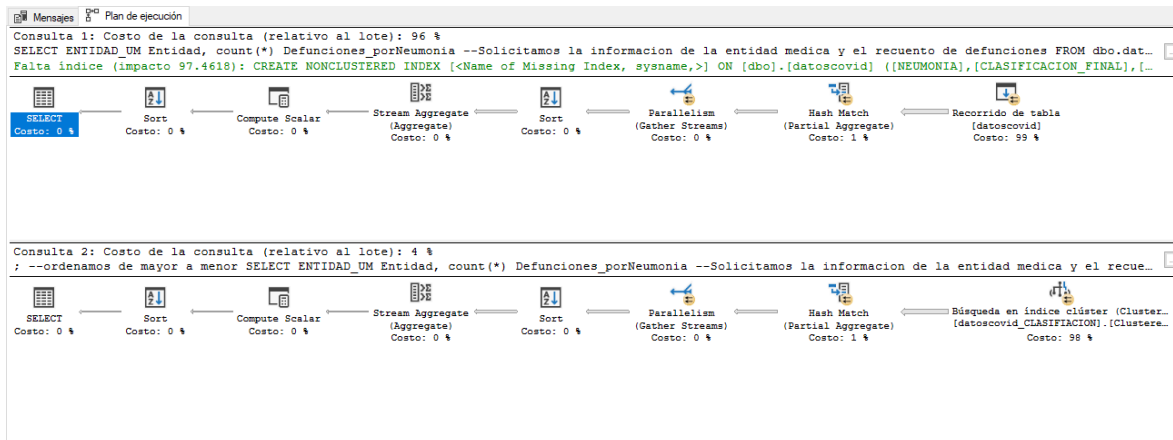 Mensajes Plan de ejecución
Consulta 1: Costo de la consulta (relativo al lote): 96 %
SELECT ENTIDAD_UM Entidad, count(*) Defunciones_porNeumonia --Solicitamos la informacion de la entidad medica y el recuento de defunciones FROM dbo.dat…
Falta índice (impacto 97.4618): CREATE NONCLUSTERED INDEX [<Name of Missing Index, sysname,>] ON [dbo].[datoscovid] ([NEUMONIA],[CLASIFICACION_FINAL],[…
SELECT
Costo: 0 %
Sort
Costo: 0 %
Compute Scalar
Costo: 0 %
Stream Aggregate
(Aggregate)
Costo: 0 %
Sort
Costo: 0 %
Parallelism
(Gather Streams)
Costo: 0 %
Hash Match
(Partial Aggregate)
Costo: 1 %
Recorrido de tabla
[datoscovid]
Costo: 99 %
Consulta 2: Costo de la consulta (relativo al lote): 4 %
; --ordenamos de mayor a menor SELECT ENTIDAD_UM Entidad, count(*) Defunciones_porNeumonia --Solicitamos la informacion de la entidad medica y el recue…
SELECT
Costo: 0 %
Sort
Costo: 0 %
Compute Scalar
Costo: 0 %
Stream Aggregate
(Aggregate)
Costo: 0 %
Sort
Costo: 0 %
Parallelism
(Gather Streams)
Costo: 0 %
Hash Match
(Partial Aggregate)
Costo: 1 %
Búsqueda en índice clúster (Cluster…
[datoscovid_CLASIFIACION].[Clustere…
Costo: 98 %